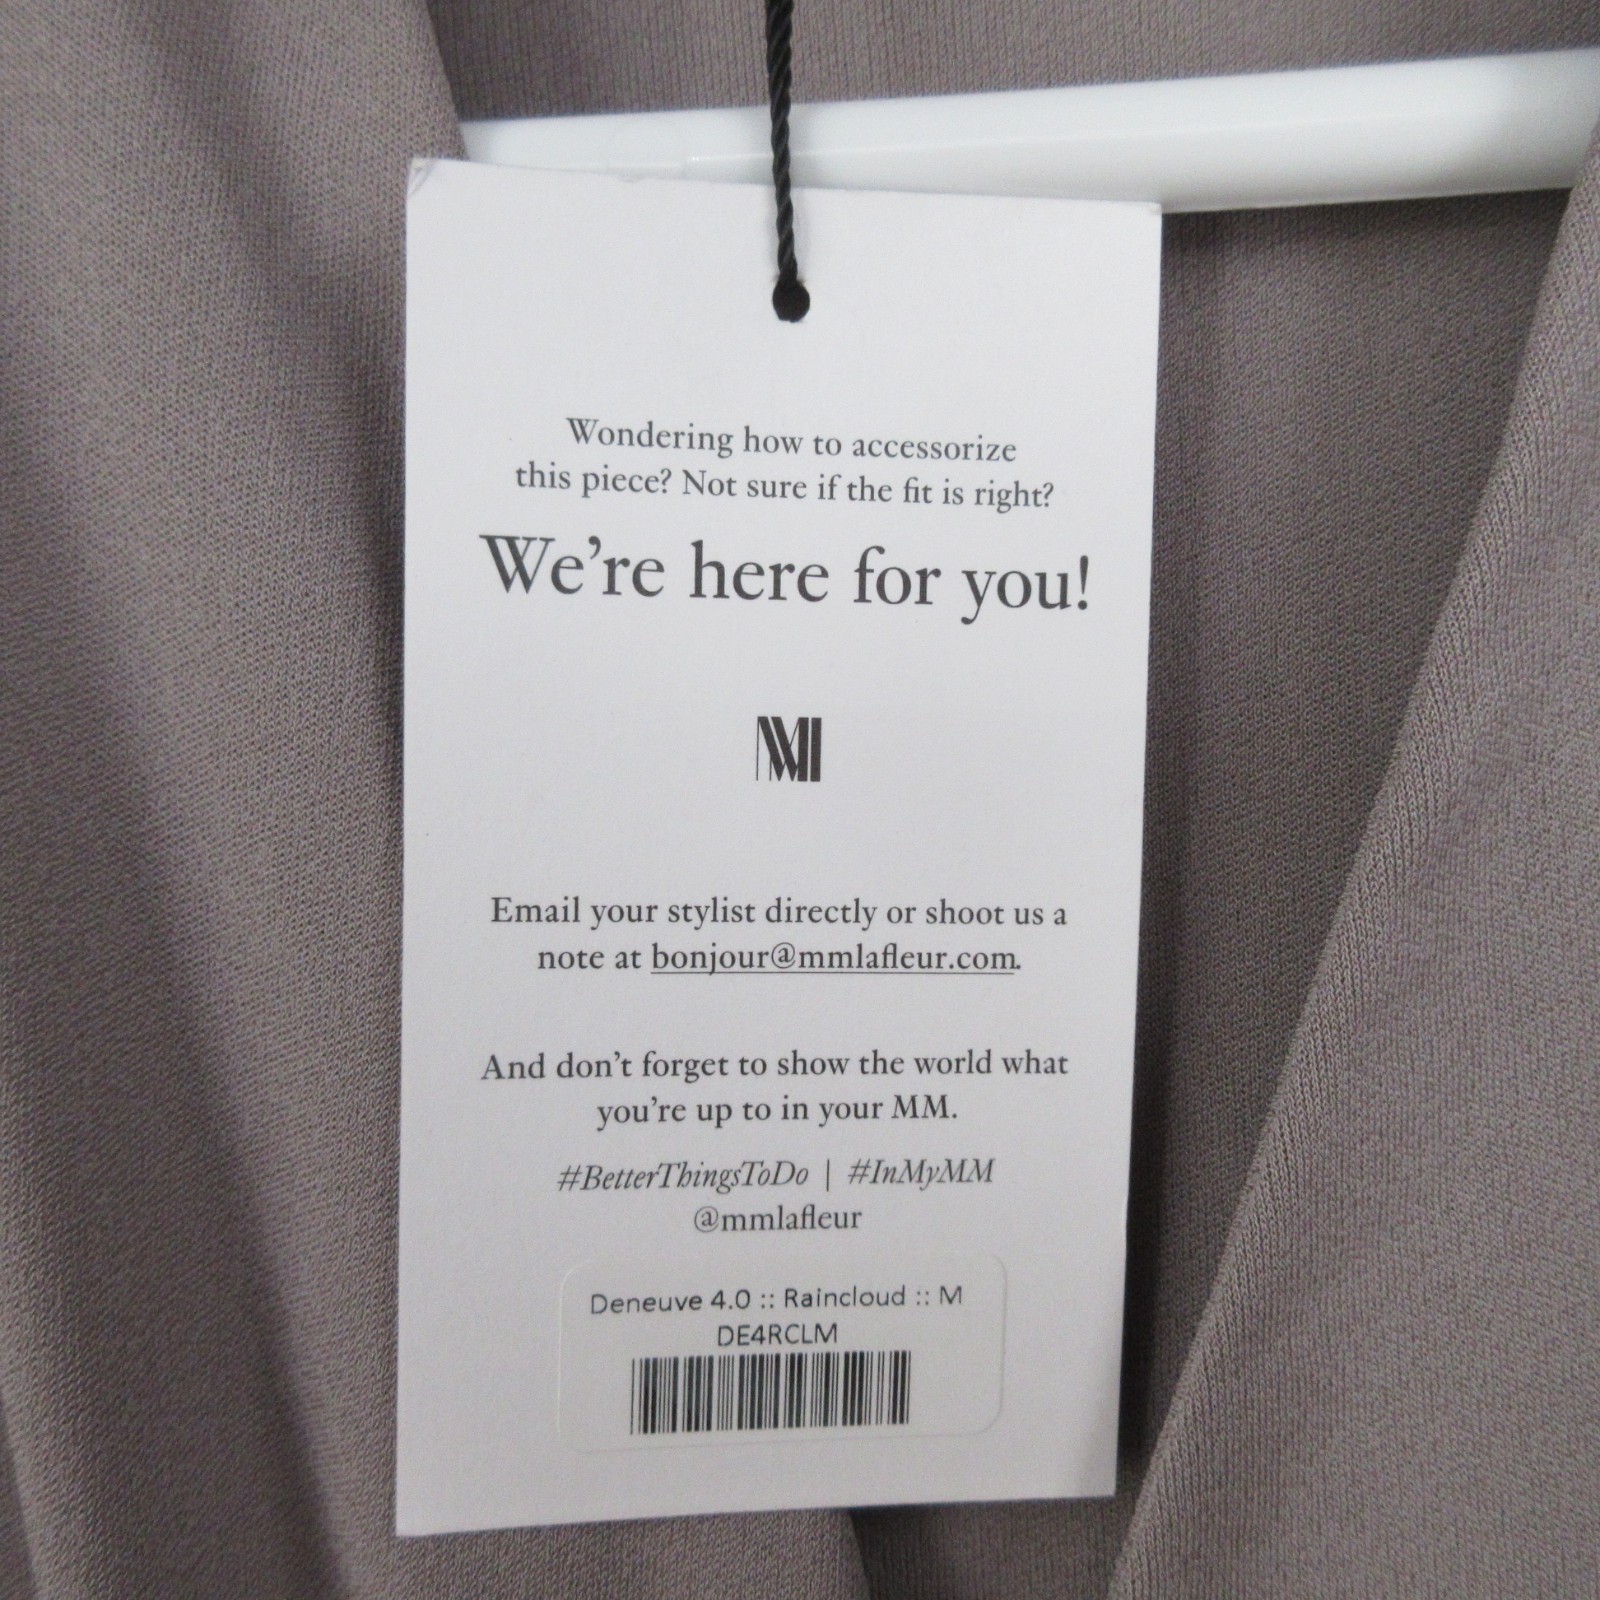 Wondering how to accessorize
this piece? Not sure if the fit is right?
We're here for you!
MM
Email your stylist directly or shoot us a
note at bonjour@mmlafleur.com.
And don't forget to show the world what
you're up to in your MM.
#BetterThingsToDo | #InMyMM
@mmlafleur
Deneuve 4.0 :: Raincloud :: M
DE4RCLM